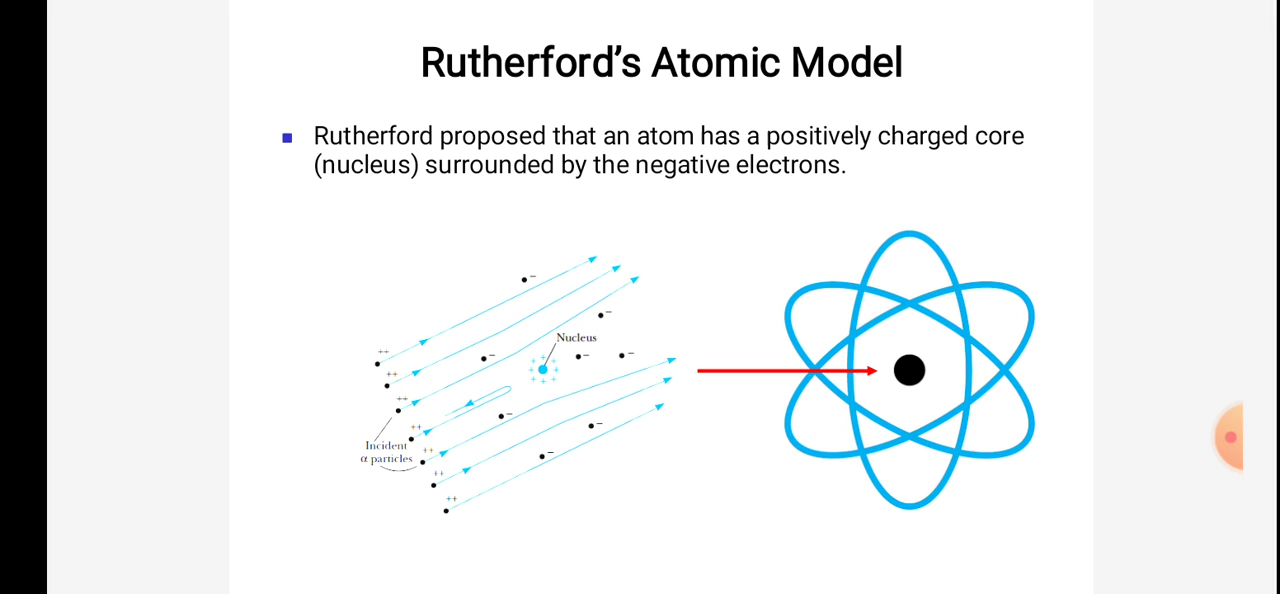 Rutherford’s Atomic Model
Rutherford proposed that an atom has a positively charged core
(nucleus) surrounded by the negative electrons.
−
−
Nucleus
++
−
−
−
+ + +
+ +
+ + +
++
++
−
++
−
Incident
α particles
++
−
++
++